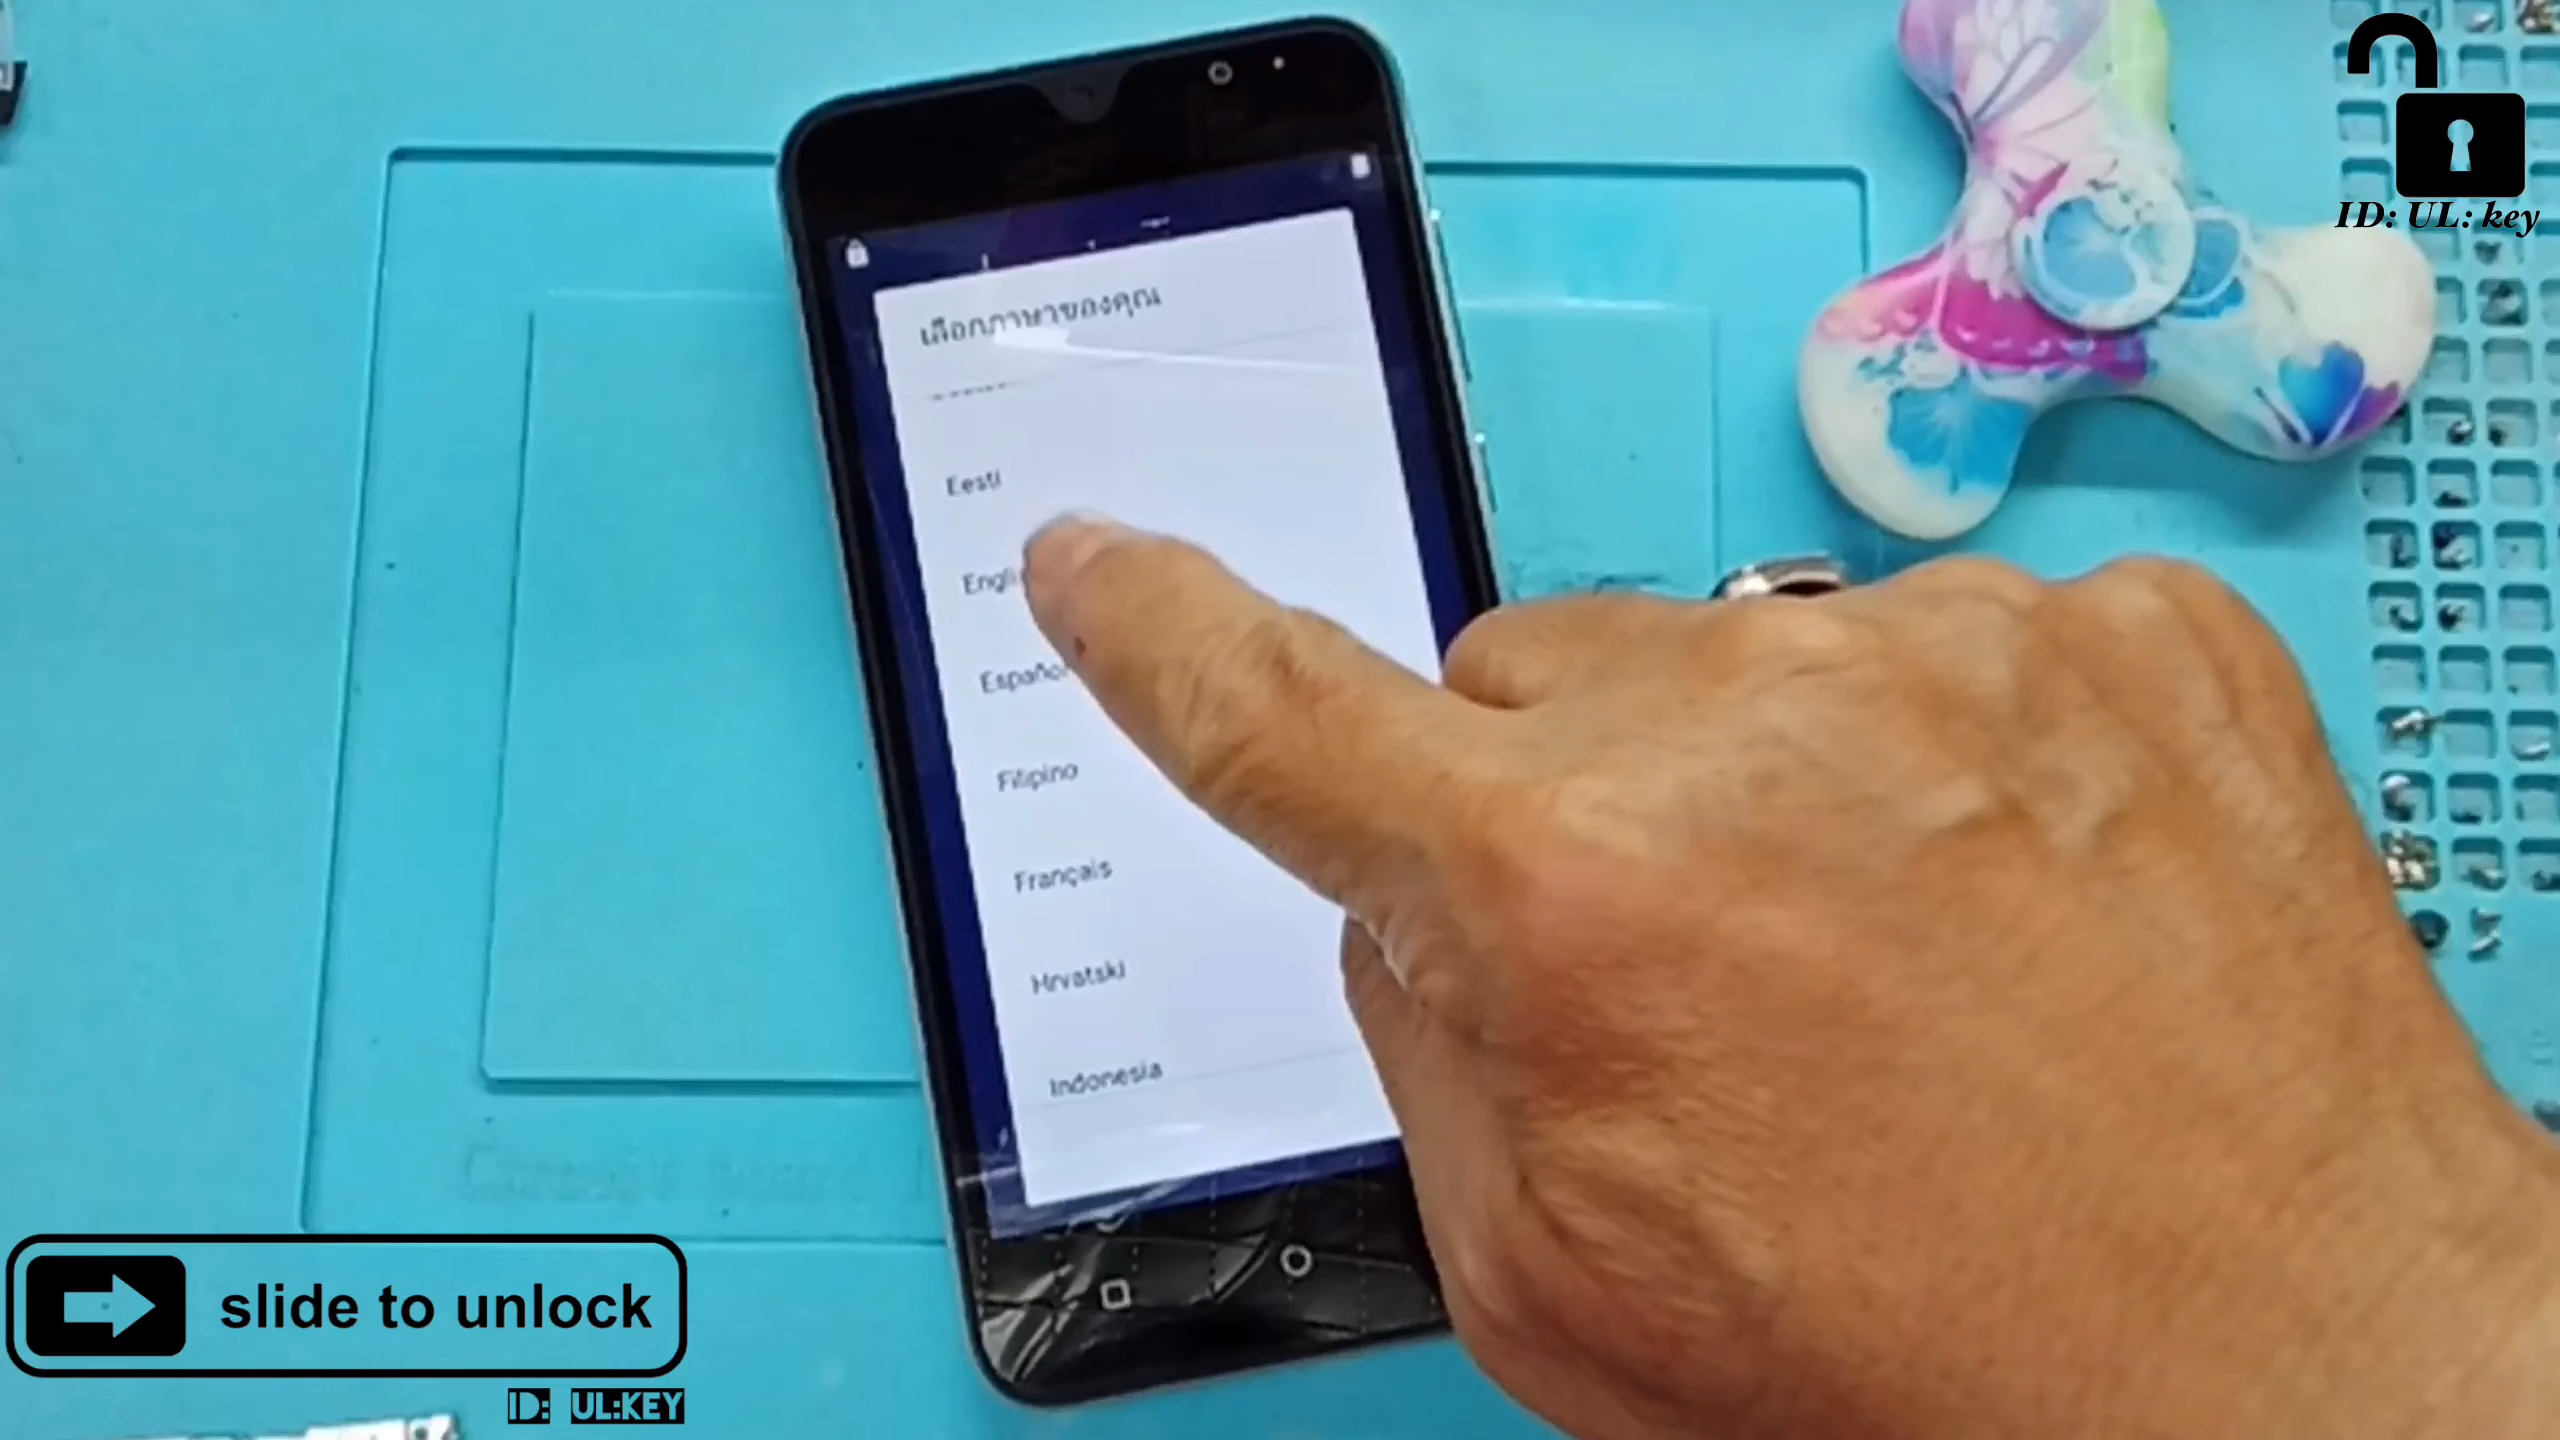 ID: UL: key
เลือกภาษาของคุณ
Eesti
Español
Filipino
Français
Hrvatski
Indonesia
slide to unlock
ID: UL:KEY